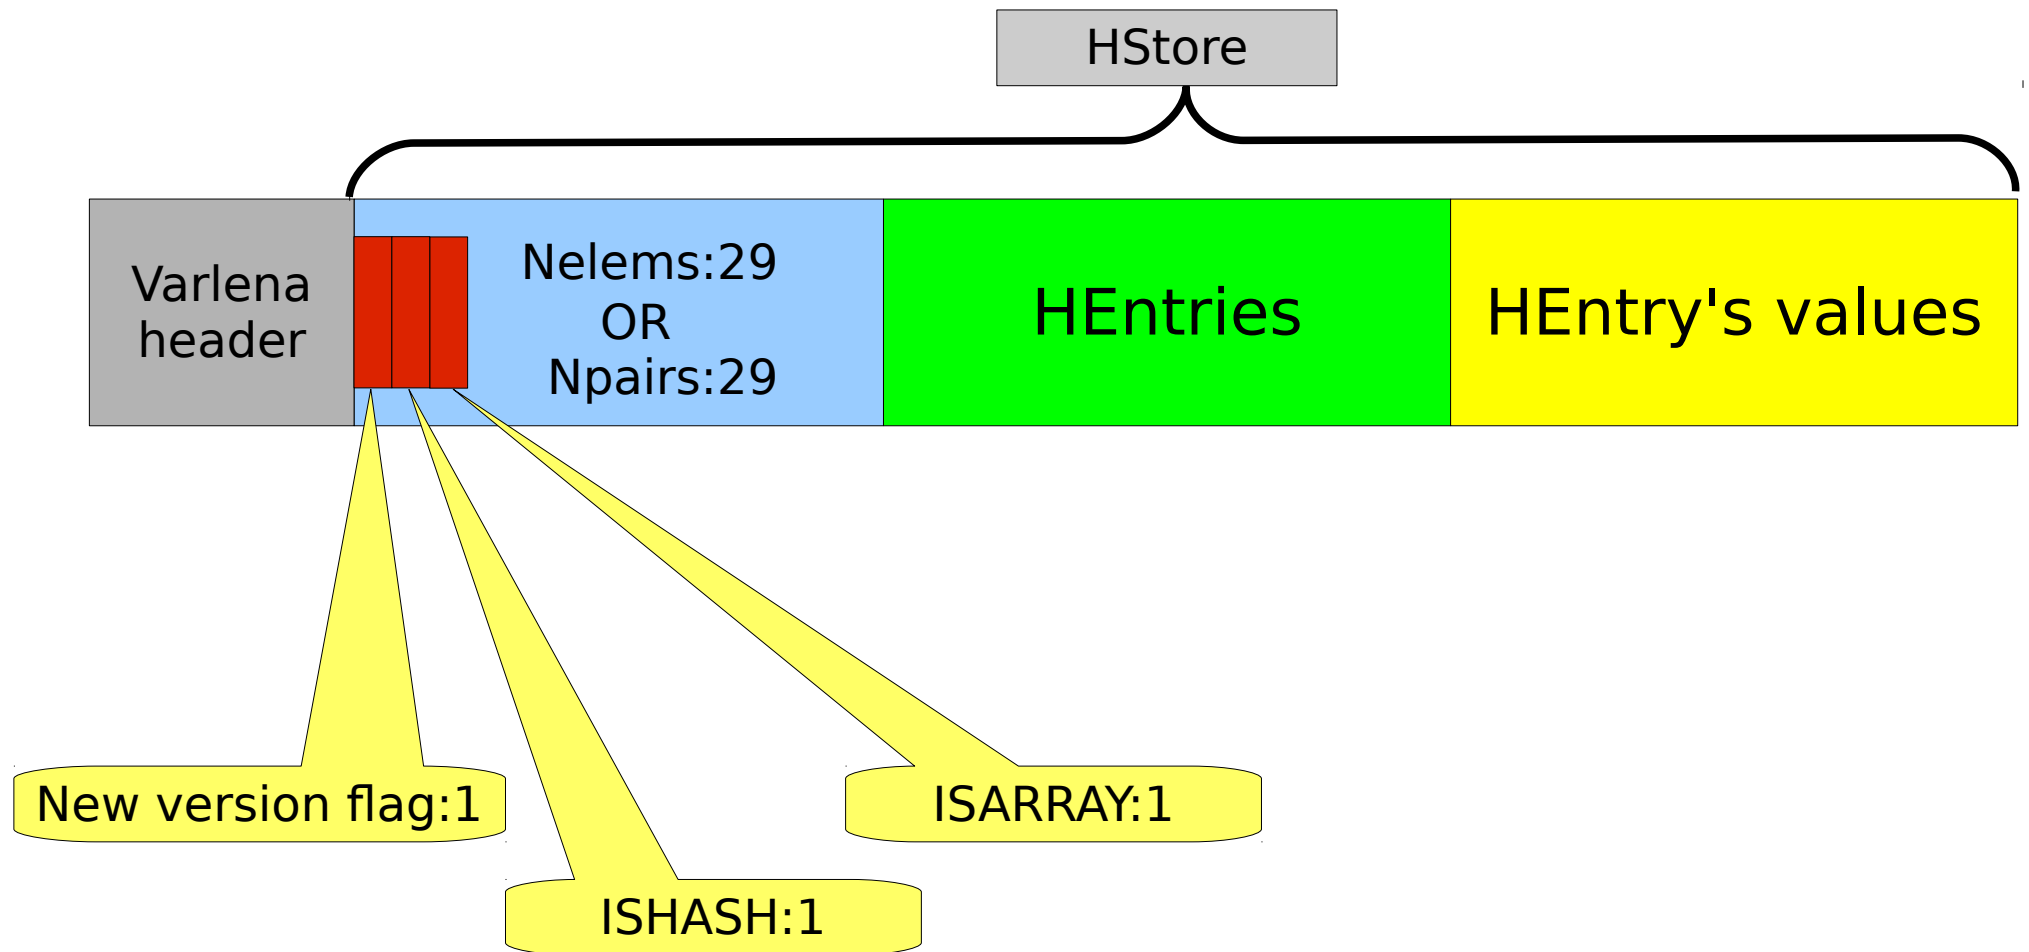 HStore
Varlena
header
Nelems:29
OR
Npairs:29
HEntries
HEntry's values
New version flag:1
ISARRAY:1
ISHASH:1